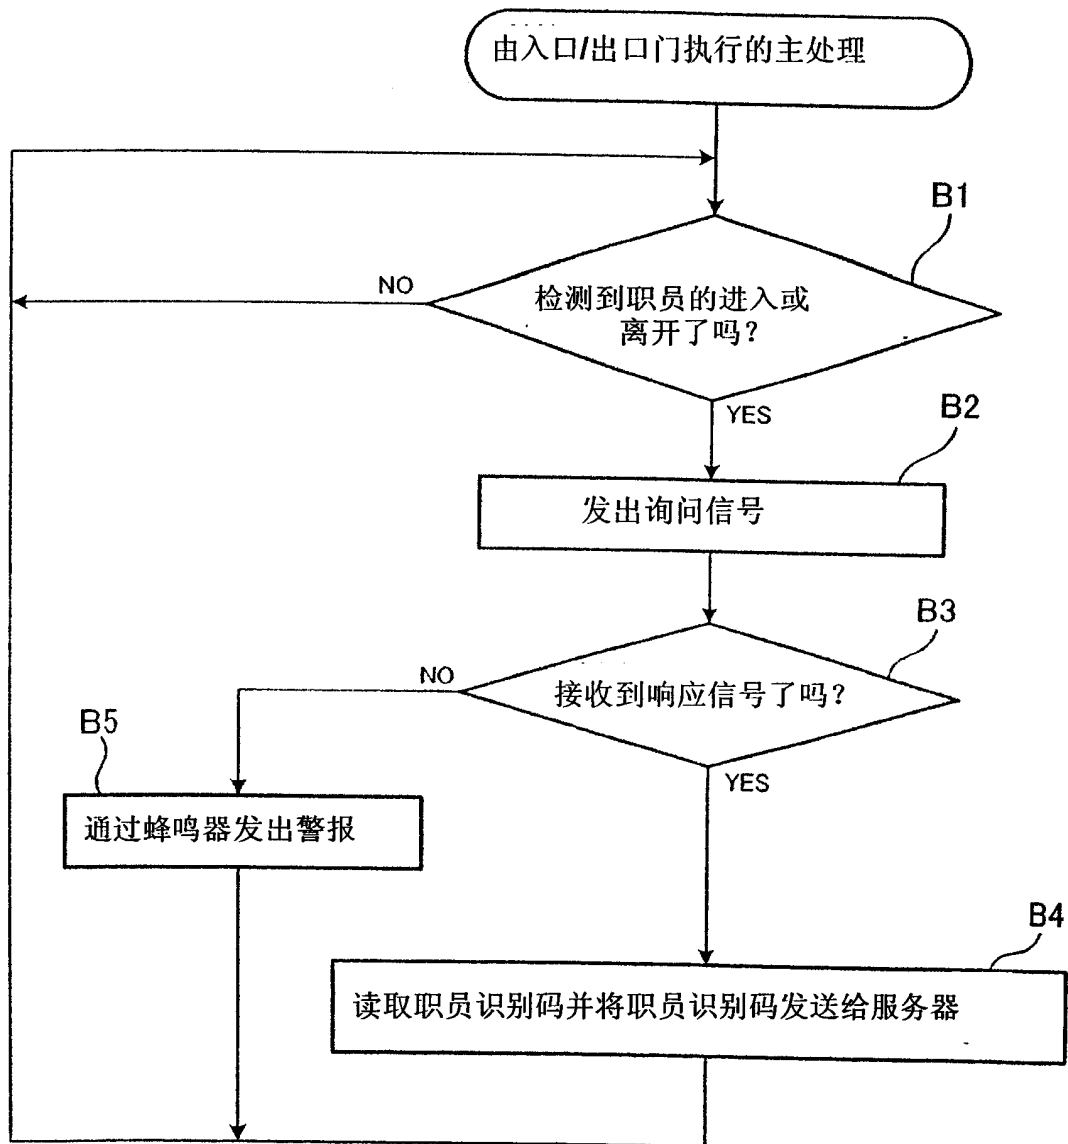 由入口/出口门执行的主处理
B1
NO
检测到职员的进入或
离开了吗?
YES
B2
发出询问信号
B3
NO
接收到响应信号了吗?
B5
YES
通过蜂鸣器发出警报
B4
读取职员识别码并将职员识别码发送给服务器